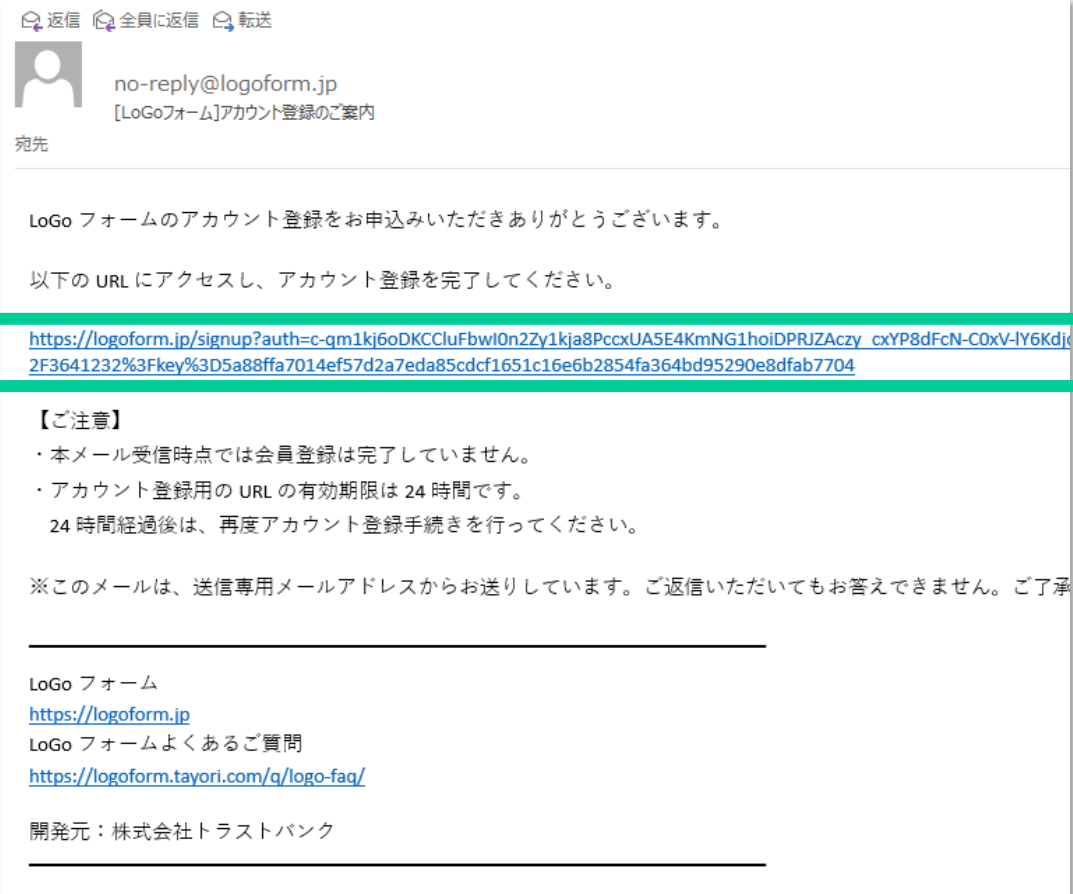 返信 全員に返信 転送
no-reply@logoform.jp
[LoGoフォーム]アカウント登録のご案内
宛先
LoGo フォームのアカウント登録をお申込みいただきありがとうございます。
以下の URL にアクセスし、アカウント登録を完了してください。
https://logoform.jp/signup?auth=c-qm1kj6oDKCCluFbwI0n2Zy1kja8PccxUA5E4KmNG1hoiDPRJZAczy_cxYP8dFcN-C0xV-lY6Kdj
2F3641232%3Fkey%3D5a88ffa7014ef57d2a7eda85cdcf1651c16e6b2854fa364bd95290e8dfab7704
【ご注意】
・本メール受信時点では会員登録は完了していません。
・アカウント登録用の URL の有効期限は 24 時間です。
24 時間経過後は、再度アカウント登録手続きを行ってください。
※このメールは、送信専用メールアドレスからお送りしています。ご返信いただいてもお答えできません。ご了承
LoGo フォーム
https://logoform.jp
LoGo フォームよくあるご質問
https://logoform.tayori.com/q/logo-faq/
開発元：株式会社トラストバンク